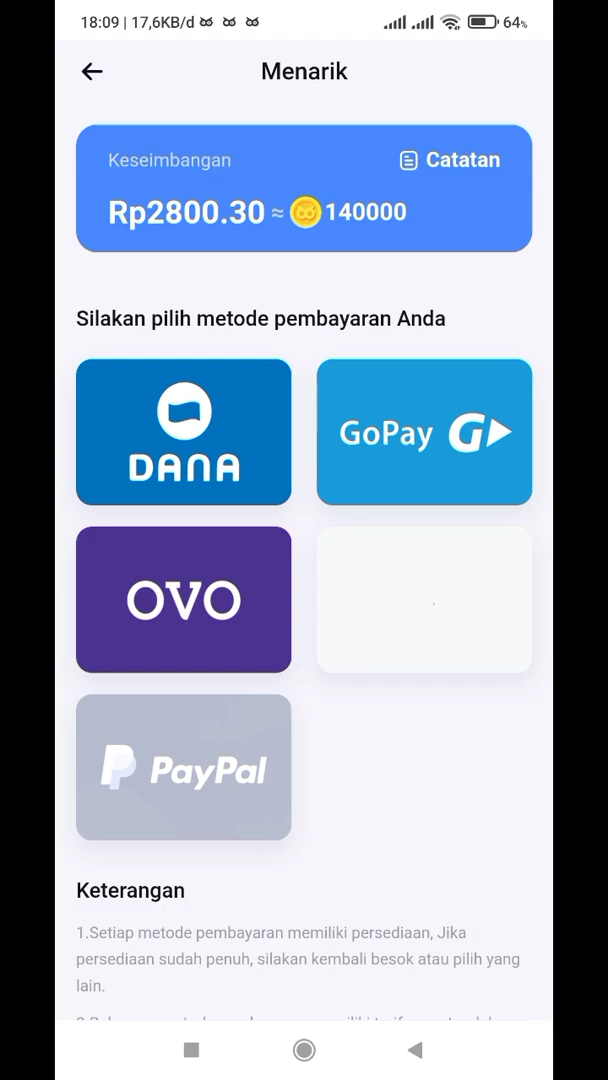 18:09 | 17,6KB/d
64%
Menarik
Keseimbangan
Catatan
Rp2800.30 ≈ 140000
Silakan pilih metode pembayaran Anda
DANA
GoPay
OVO
PayPal
Keterangan
1.Setiap metode pembayaran memiliki persediaan, Jika
persediaan sudah penuh, silakan kembali besok atau pilih yang
lain.